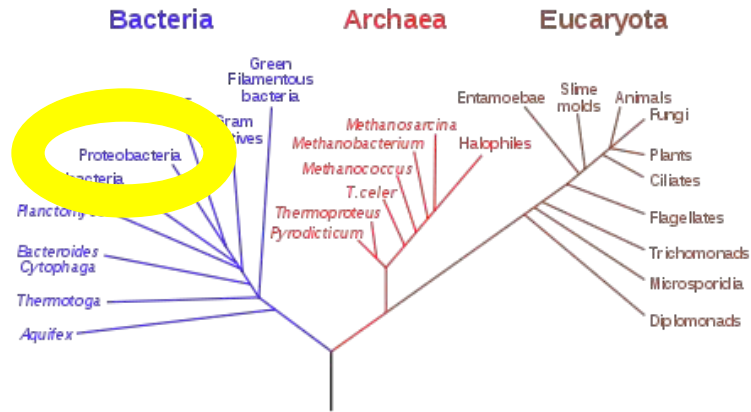 Bacteria
Archaea
Eucaryota
Green
Filamentous
bacteria
Proteobacteria
Bacteroides
Cytophaga
Thermotoga
Aquifex
Methanosarcina
Methanobacterium
Methanococcus
T.celer
Thermoproteus
Pyrodicticum
Halophiles
Entamoebae
Slime
molds
Animals
Fungi
Plants
Ciliates
Flagellates
Trichomonads
Microsporidia
Diplomonads